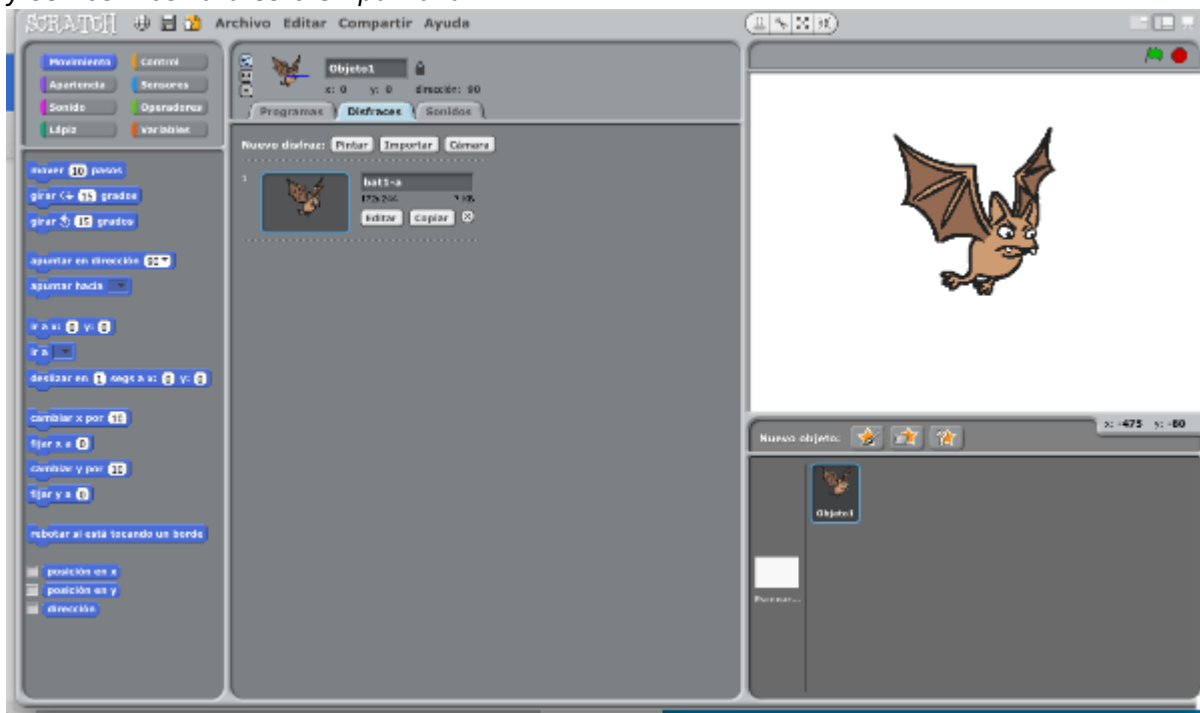 SCRATCH Archivo Editar Compartir Ayuda
Movimiento Control
Apariencia Sensores
Sonido Operadores
Lápiz Variables
mover 10 pasos
girar 15 grados
girar 15 grados
apuntar en dirección 90
apuntar hacia
ir a x: 0 y: 0
ir a
deslizar en 1 segs a x: 0 y: 0
cambiar x por 10
fijar x a 0
cambiar y por 10
fijar y a 0
rebotar si está tocando un borde
posición en x
posición en y
dirección
Objeto1
x: 0 y: 0 dirección: 90
Programas Disfraces Sonidos
Nuevo disfraz: Pintar Importar Cámara
1
bat1-a
Editar Copiar
x: -475 y: -60
Nuevo objeto:
Objeto1